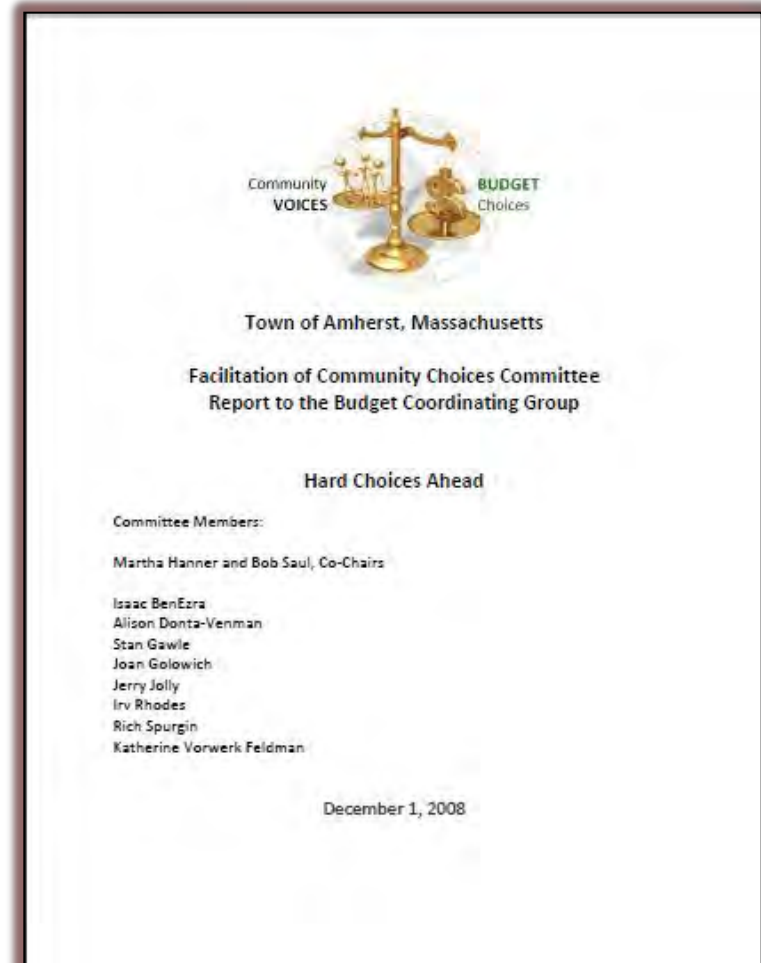 Community
VOICES
BUDGET
Choices
Town of Amherst, Massachusetts
Facilitation of Community Choices Committee
Report to the Budget Coordinating Group
Hard Choices Ahead
Committee Members:
Martha Hanner and Bob Saul, Co-Chairs
Isaac BenEzra
Alison Donta-Venman
Stan Gawle
Joan Golowich
Jerry Jolly
Irv Rhodes
Rich Spurgin
Katherine Vorwerk Feldman
December 1, 2008